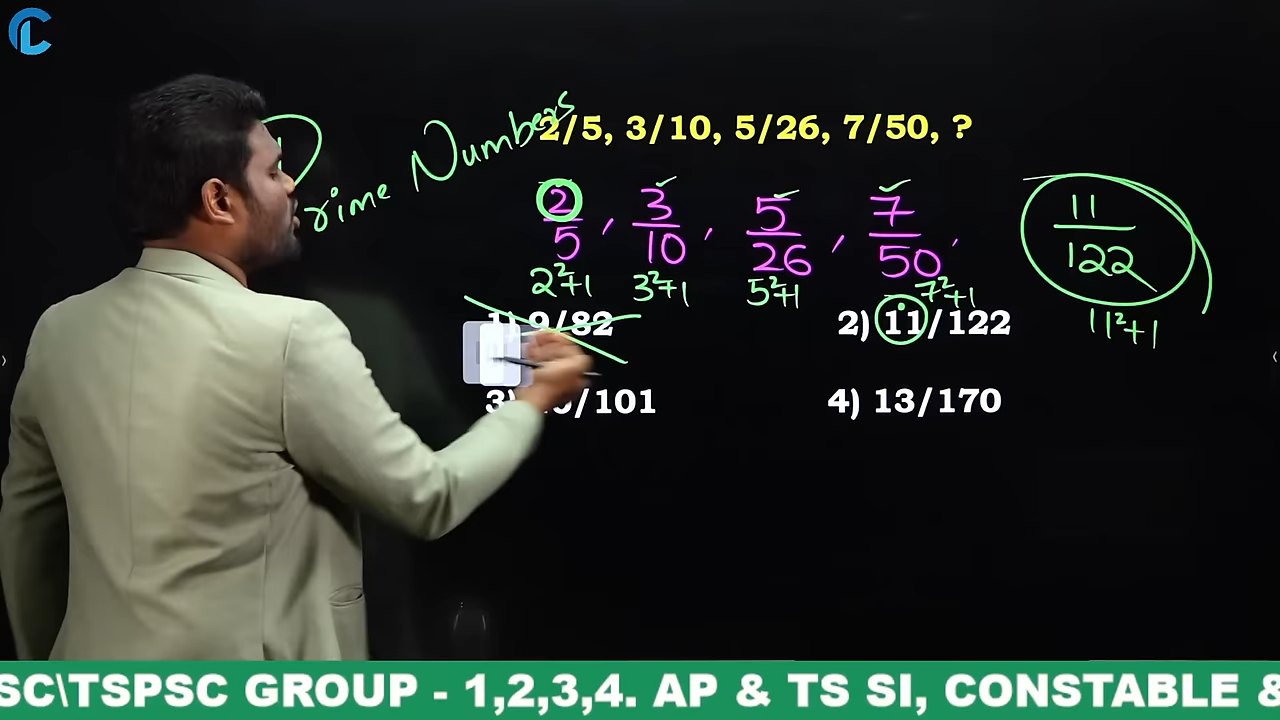 Prime Numbers
2/5, 3/10, 5/26, 7/50, ?
2/5, 3/10, 5/26, 7/50, 11/122
2²+1 3²+1 5²+1 7²+1 11²+1
1) 9/82 2) 11/122
3) /101 4) 13/170
SC\TSPSC GROUP - 1,2,3,4. AP & TS SI, CONSTABLE &